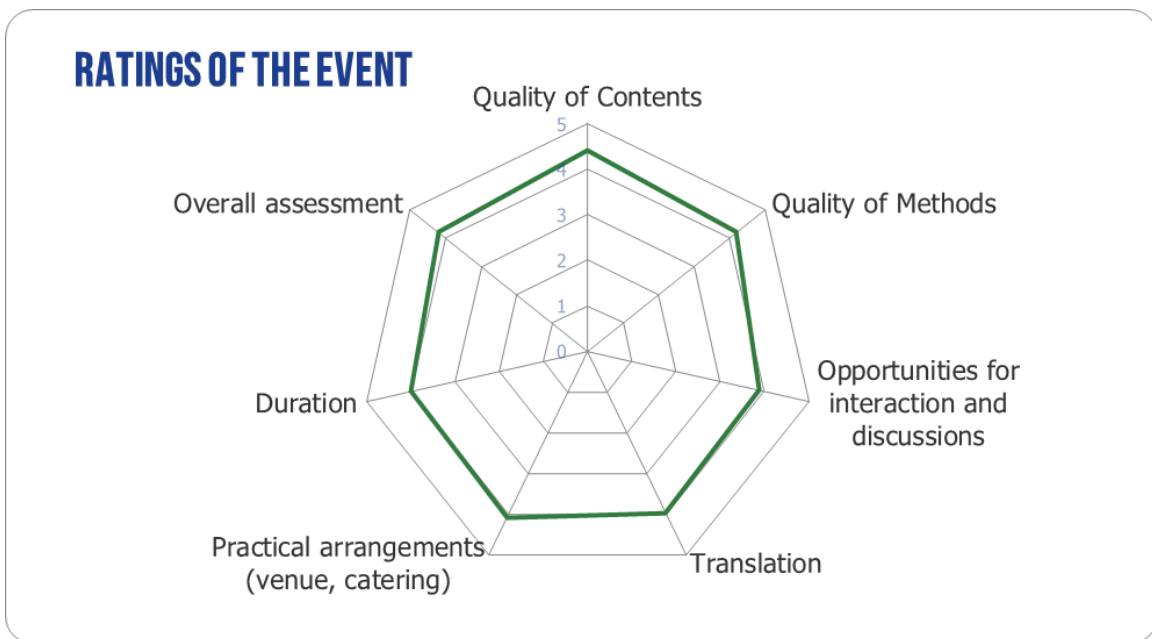 RATINGS OF THE EVENT
Quality of Contents
5
4
3
2
1
0
Overall assessment
Quality of Methods
Opportunities for
interaction and
discussions
Duration
Practical arrangements
(venue, catering)
Translation